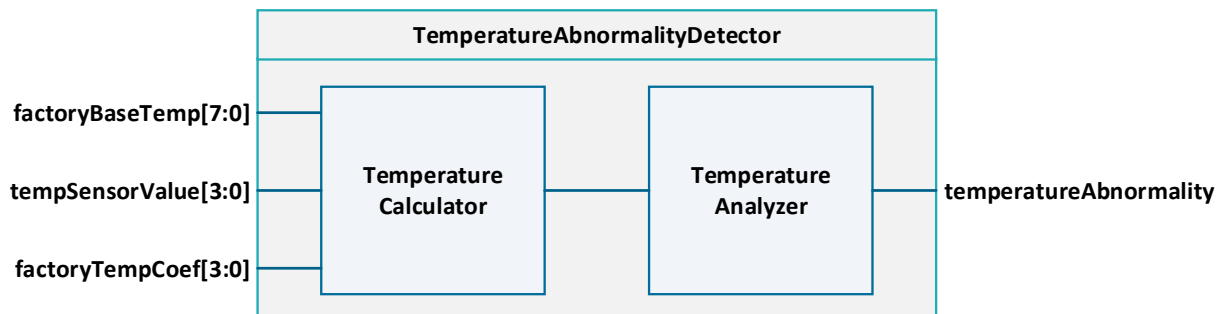 TemperatureAbnormalityDetector
factoryBaseTemp[7:0]
tempSensorValue[3:0]
factoryTempCoef[3:0]
Temperature
Calculator
Temperature
Analyzer
temperatureAbnormality